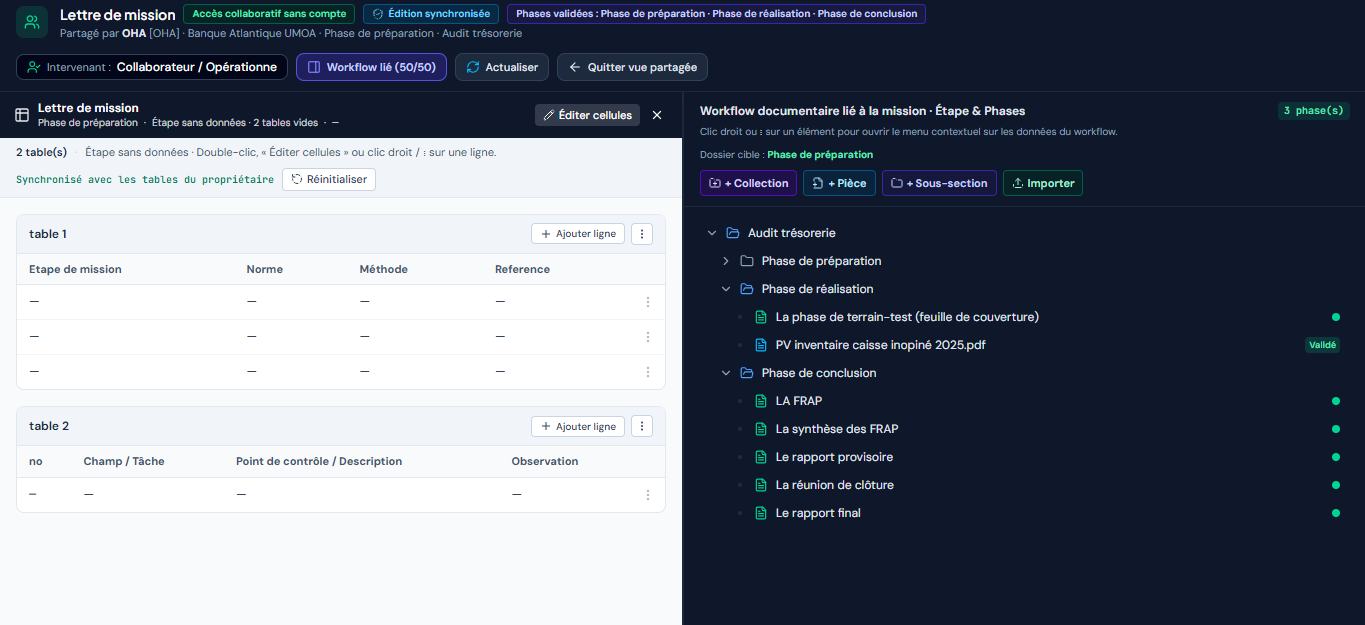 Lettre de mission Accès collaboratif sans compte Édition synchronisée Phases validées : Phase de préparation · Phase de réalisation · Phase de conclusion
Partagé par OHA [OHA] · Banque Atlantique UMOA · Phase de préparation · Audit trésorerie
Intervenant : Collaborateur / Opérationne Workflow lié (50/50) Actualiser Quitter vue partagée
Lettre de mission
Phase de préparation · Étape sans données · 2 tables vides · —
Éditer cellules
2 table(s) · Étape sans données · Double-clic, « Éditer cellules » ou clic droit / ⋮ sur une ligne.
Synchronisé avec les tables du propriétaire Réinitialiser
table 1 + Ajouter ligne
Etape de mission Norme Méthode Reference
— — — —
— — — —
— — — —
table 2 + Ajouter ligne
no Champ / Tâche Point de contrôle / Description Observation
— — — —
Workflow documentaire lié à la mission · Étape & Phases 3 phase(s)
Clic droit ou ⋮ sur un élément pour ouvrir le menu contextuel sur les données du workflow.
Dossier cible : Phase de préparation
+ Collection + Pièce + Sous-section Importer
Audit trésorerie
Phase de préparation
Phase de réalisation
La phase de terrain-test (feuille de couverture)
PV inventaire caisse inopiné 2025.pdf Validé
Phase de conclusion
LA FRAP
La synthèse des FRAP
Le rapport provisoire
La réunion de clôture
Le rapport final